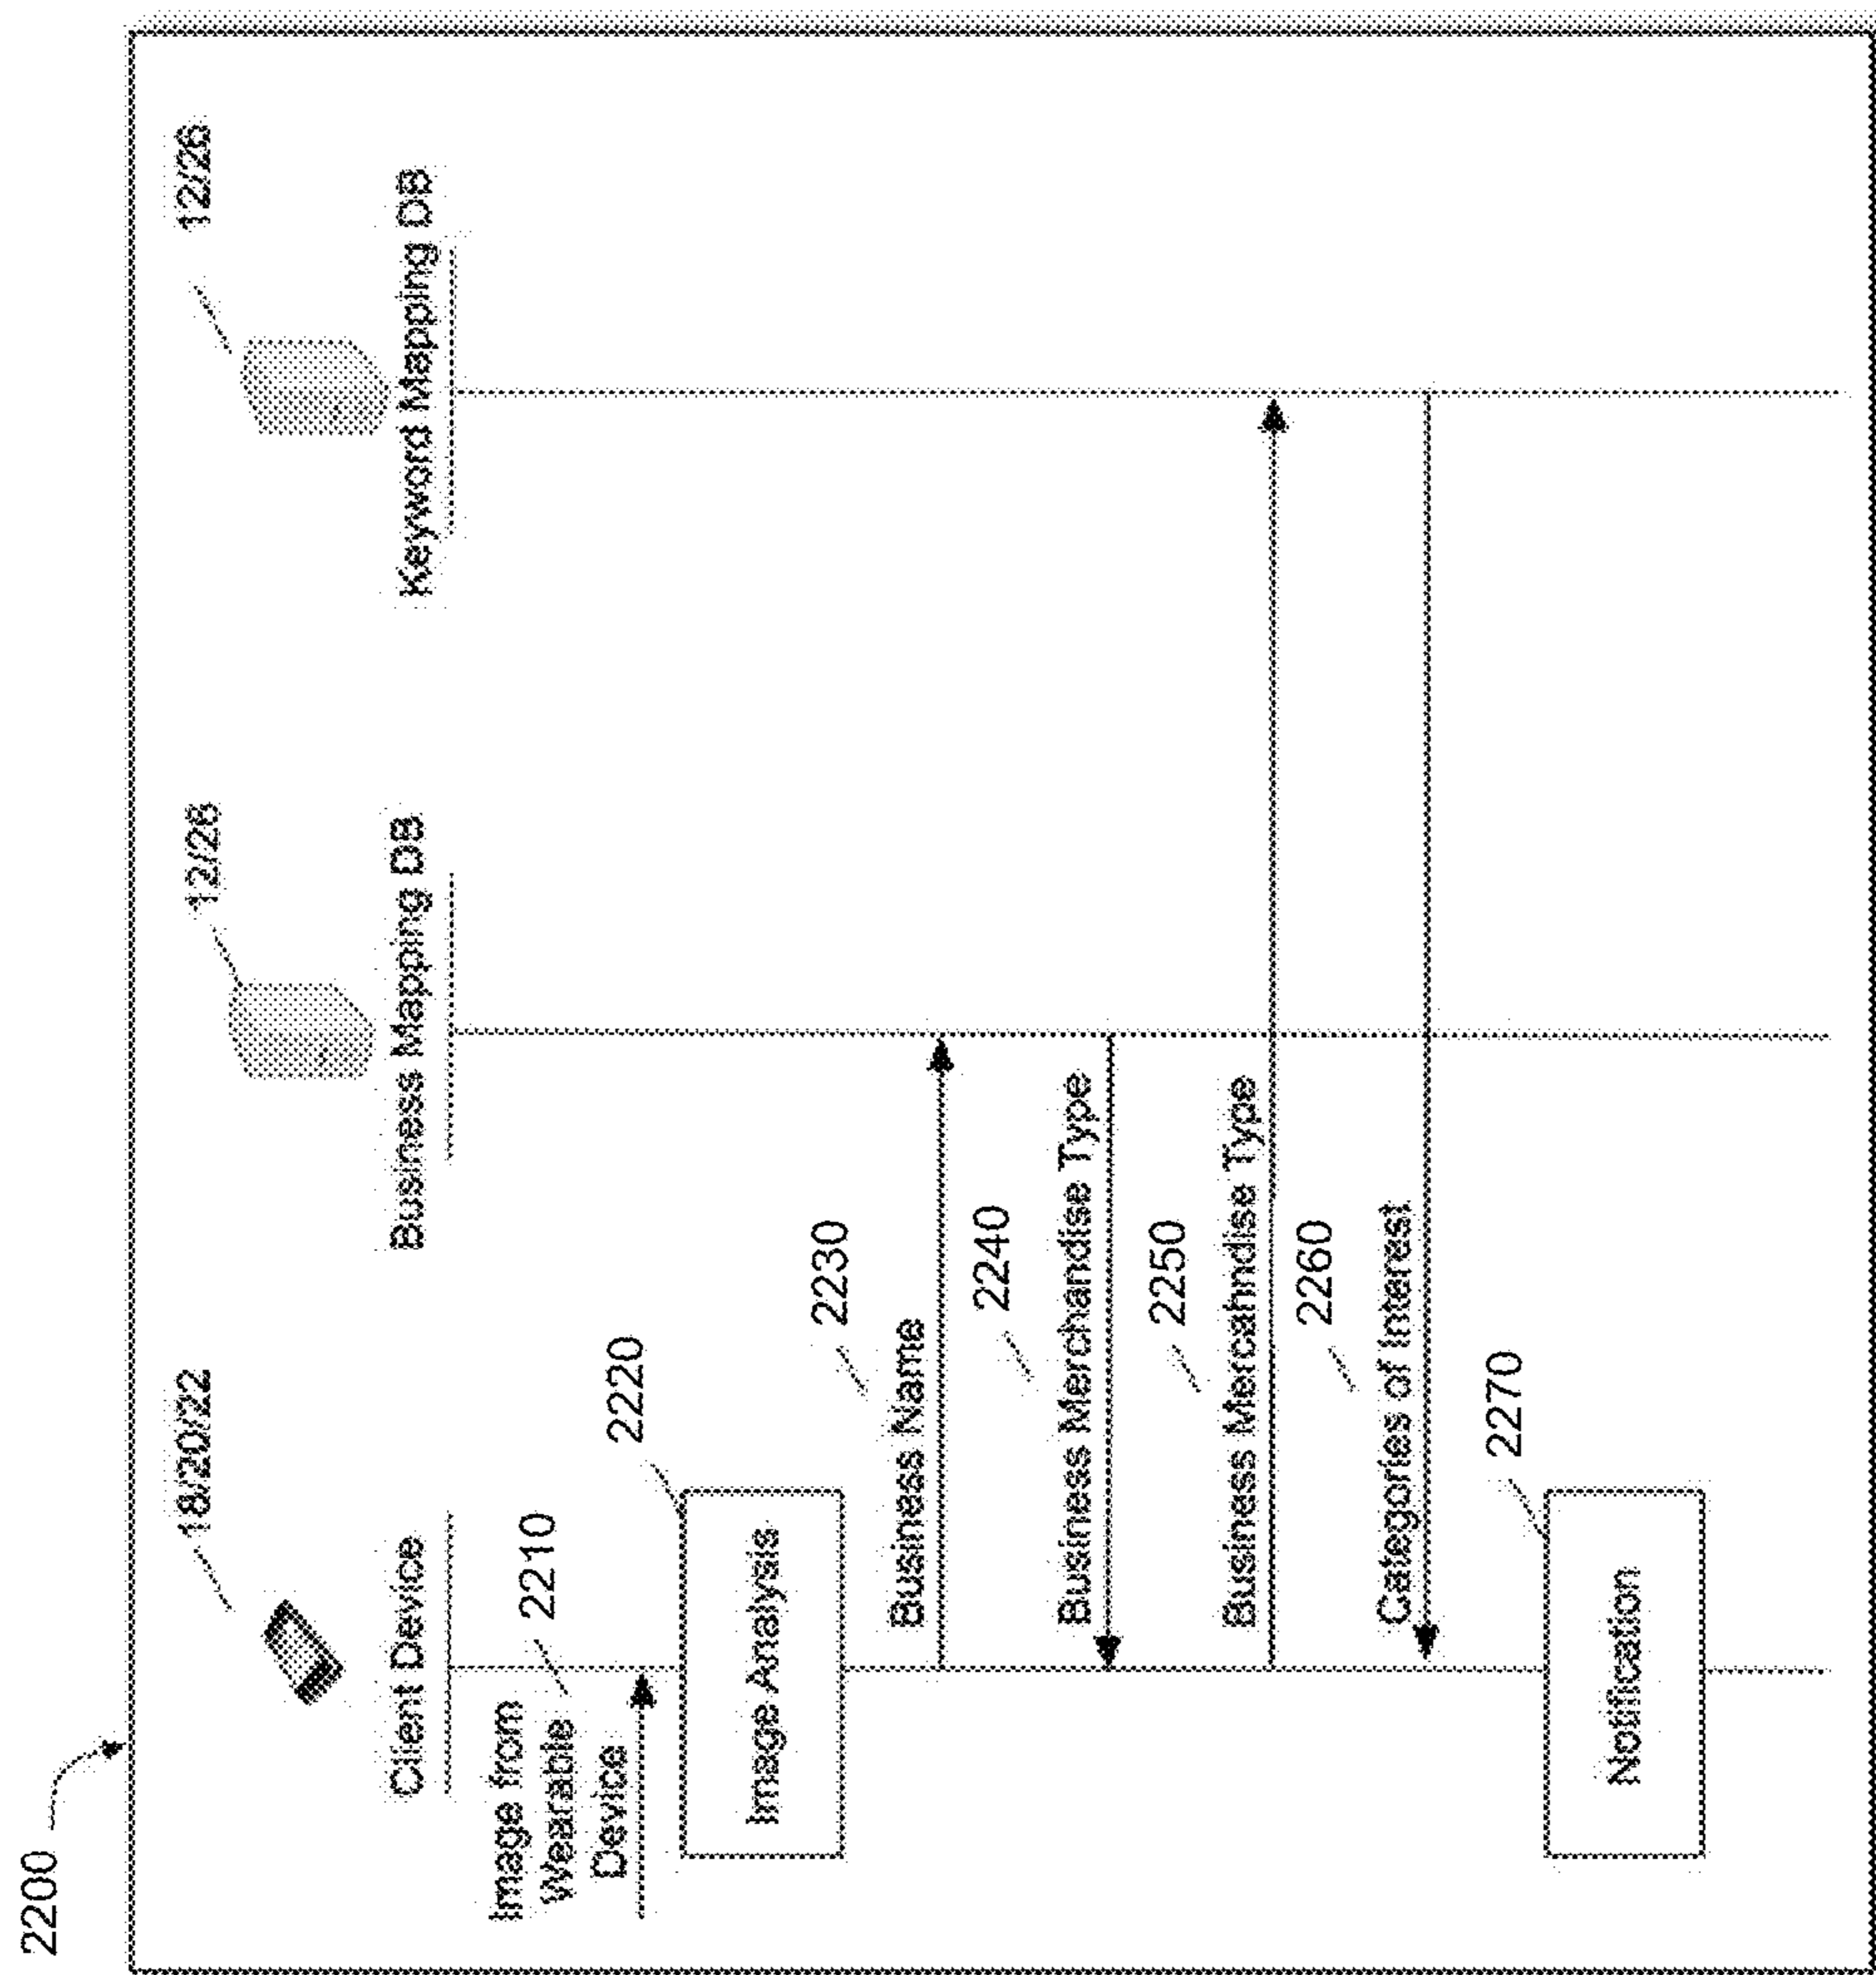 2200
18/20/22
12/26
12/26
Client Device
Business Mapping DB
Keyword Mapping DB
Image from
Wearable
Device
2210
2220
Image Analysis
2230
Business Name
2240
Business Merchandise Type
2250
Business Mercahndise Type
2260
Categories of Interest
2270
Notification